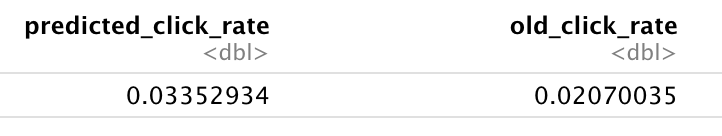 predicted_click_rate old_click_rate
<dbl> <dbl>
0.03352934 0.02070035